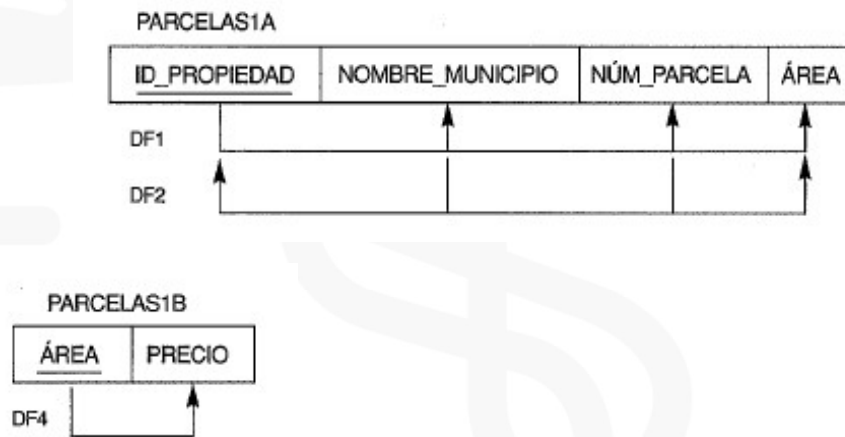 PARCELAS1A
ID_PROPIEDAD NOMBRE_MUNICIPIO NÚM_PARCELA ÁREA
DF1
DF2
PARCELAS1B
ÁREA PRECIO
DF4